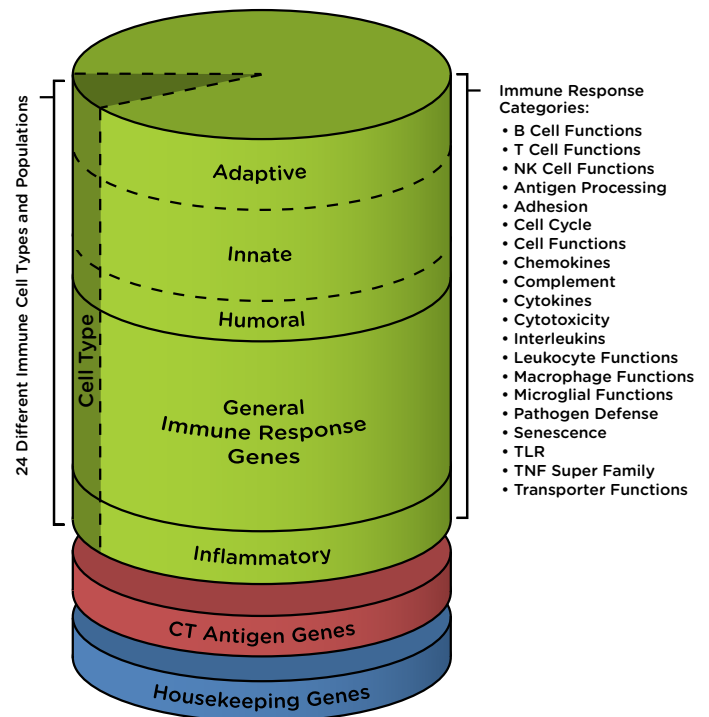 24 Different Immune Cell Types and Populations
Cell Type
Adaptive
Innate
Humoral
General
Immune Response
Genes
Inflammatory
CT Antigen Genes
Housekeeping Genes
Immune Response
Categories:
• B Cell Functions
• T Cell Functions
• NK Cell Functions
• Antigen Processing
• Adhesion
• Cell Cycle
• Cell Functions
• Chemokines
• Complement
• Cytokines
• Cytotoxicity
• Interleukins
• Leukocyte Functions
• Macrophage Functions
• Microglial Functions
• Pathogen Defense
• Senescence
• TLR
• TNF Super Family
• Transporter Functions